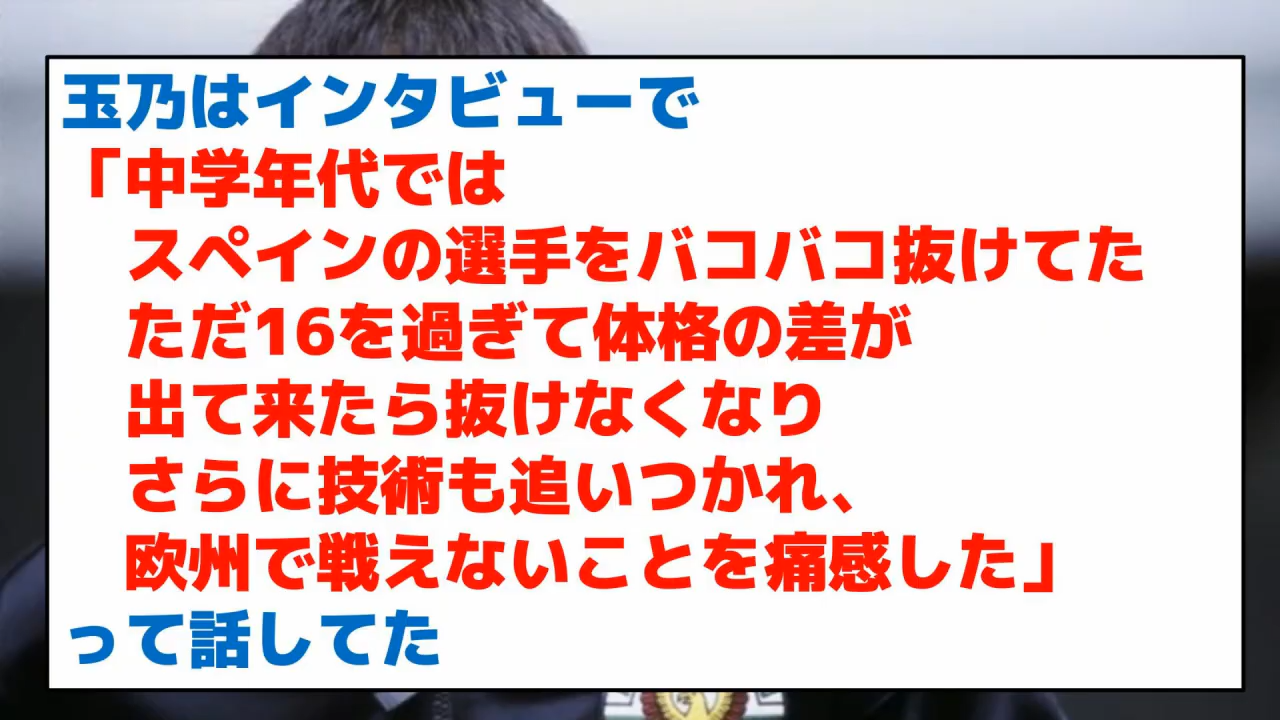 玉乃はインタビューで
「中学年代では
スペインの選手をバコバコ抜けてた
ただ16を過ぎて体格の差が
出て来たら抜けなくなり
さらに技術も追いつかれ、
欧州で戦えないことを痛感した」
って話してた